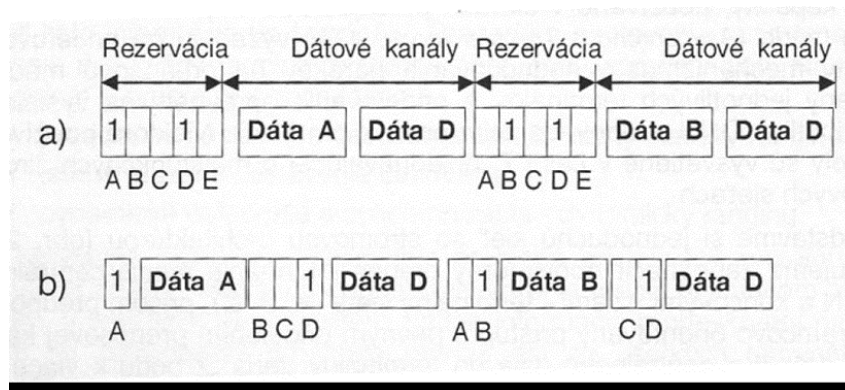 Rezervácia Dátové kanály Rezervácia Dátové kanály
a) 1 1 Dáta A Dáta D 1 1 Dáta B Dáta D
A B C D E A B C D E
b) 1 Dáta A 1 Dáta D 1 Dáta B 1 Dáta D
A B C D A B C D